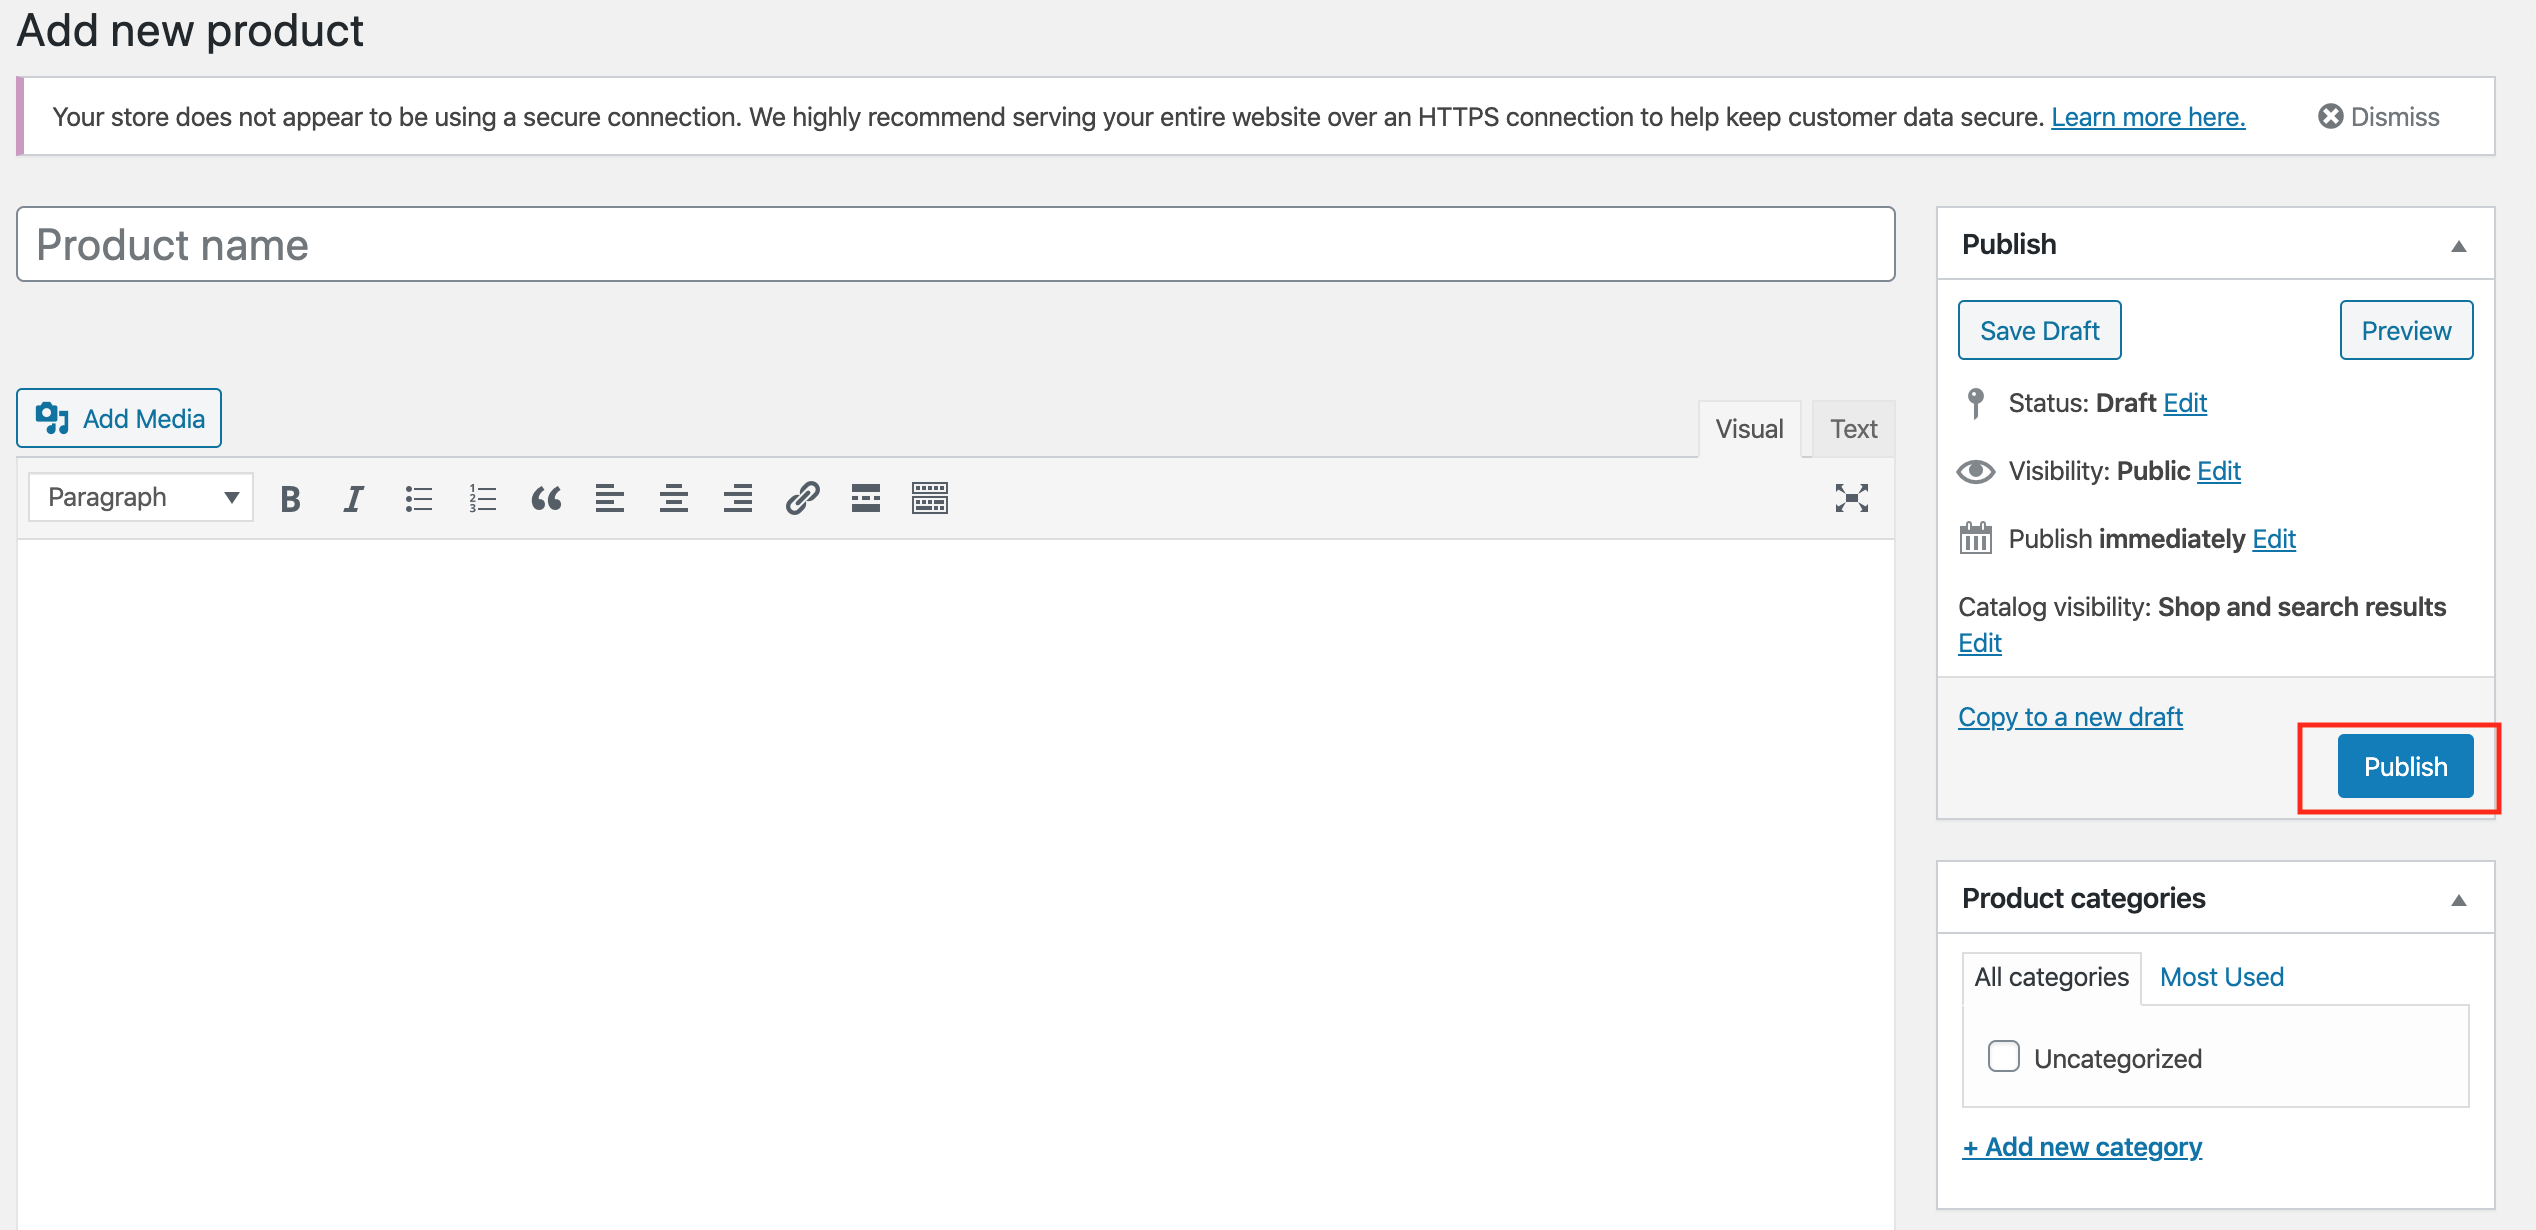 Add new product
Your store does not appear to be using a secure connection. We highly recommend serving your entire website over an HTTPS connection to help keep customer data secure. Learn more here.
Dismiss
Product name
Add Media
Visual
Text
Paragraph
Publish
Save Draft
Preview
Status: Draft Edit
Visibility: Public Edit
Publish immediately Edit
Catalog visibility: Shop and search results
Edit
Copy to a new draft
Publish
Product categories
All categories
Most Used
Uncategorized
+ Add new category